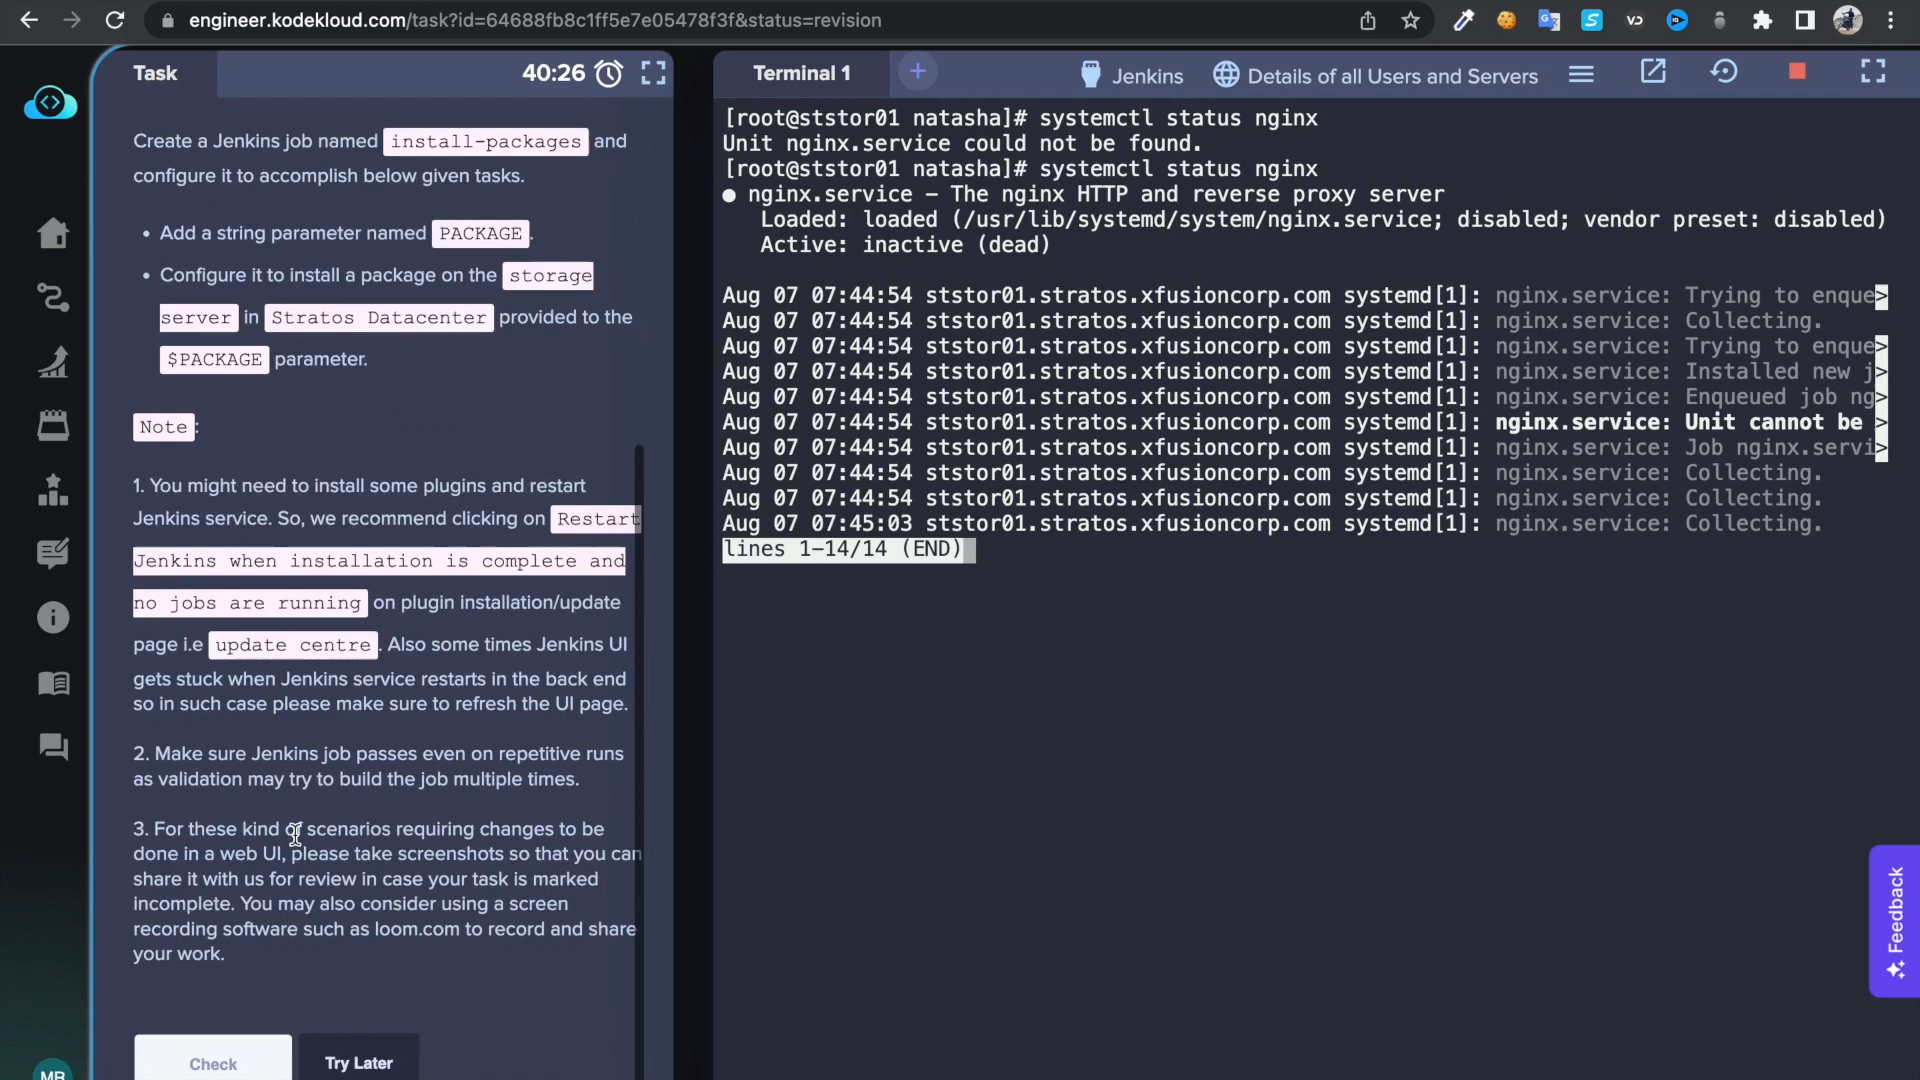 engineer.kodekloud.com/task?id=64688fb8c1ff5e7e05478f3f&status=revision
Task
40:26
Create a Jenkins job named install-packages and
configure it to accomplish below given tasks.
• Add a string parameter named PACKAGE.
• Configure it to install a package on the storage
server in Stratos Datacenter provided to the
$PACKAGE parameter.
Note:
1. You might need to install some plugins and restart
Jenkins service. So, we recommend clicking on Restart
Jenkins when installation is complete and
no jobs are running on plugin installation/update
page i.e update centre. Also some times Jenkins UI
gets stuck when Jenkins service restarts in the back end
so in such case please make sure to refresh the UI page.
2. Make sure Jenkins job passes even on repetitive runs
as validation may try to build the job multiple times.
3. For these kind of scenarios requiring changes to be
done in a web UI, please take screenshots so that you can
share it with us for review in case your task is marked
incomplete. You may also consider using a screen
recording software such as loom.com to record and share
your work.
Check
Try Later
MB
Terminal 1
+
Jenkins
Details of all Users and Servers
[root@ststor01 natasha]# systemctl status nginx
Unit nginx.service could not be found.
[root@ststor01 natasha]# systemctl status nginx
● nginx.service – The nginx HTTP and reverse proxy server
Loaded: loaded (/usr/lib/systemd/system/nginx.service; disabled; vendor preset: disabled)
Active: inactive (dead)
Aug 07 07:44:54 ststor01.stratos.xfusioncorp.com systemd[1]: nginx.service: Trying to enque>
Aug 07 07:44:54 ststor01.stratos.xfusioncorp.com systemd[1]: nginx.service: Collecting.
Aug 07 07:44:54 ststor01.stratos.xfusioncorp.com systemd[1]: nginx.service: Trying to enque>
Aug 07 07:44:54 ststor01.stratos.xfusioncorp.com systemd[1]: nginx.service: Installed new j>
Aug 07 07:44:54 ststor01.stratos.xfusioncorp.com systemd[1]: nginx.service: Enqueued job ng>
Aug 07 07:44:54 ststor01.stratos.xfusioncorp.com systemd[1]: nginx.service: Unit cannot be >
Aug 07 07:44:54 ststor01.stratos.xfusioncorp.com systemd[1]: nginx.service: Job nginx.servi>
Aug 07 07:44:54 ststor01.stratos.xfusioncorp.com systemd[1]: nginx.service: Collecting.
Aug 07 07:44:54 ststor01.stratos.xfusioncorp.com systemd[1]: nginx.service: Collecting.
Aug 07 07:45:03 ststor01.stratos.xfusioncorp.com systemd[1]: nginx.service: Collecting.
lines 1–14/14 (END)
Feedback